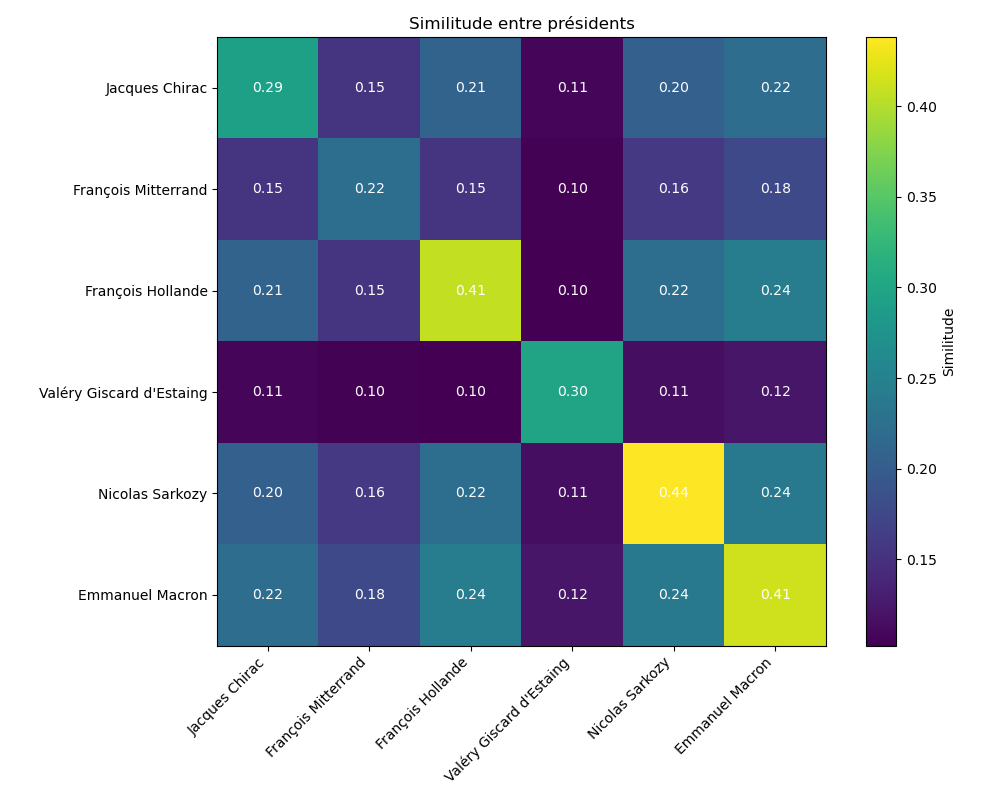 Similitude entre présidents
Jacques Chirac 0.29 0.15 0.21 0.11 0.20 0.22
François Mitterrand 0.15 0.22 0.15 0.10 0.16 0.18
François Hollande 0.21 0.15 0.41 0.10 0.22 0.24
Valéry Giscard d'Estaing 0.11 0.10 0.10 0.30 0.11 0.12
Nicolas Sarkozy 0.20 0.16 0.22 0.11 0.44 0.24
Emmanuel Macron 0.22 0.18 0.24 0.12 0.24 0.41
Jacques Chirac
François Mitterrand
François Hollande
Valéry Giscard d'Estaing
Nicolas Sarkozy
Emmanuel Macron
0.40
0.35
0.30
0.25
0.20
0.15
Similitude